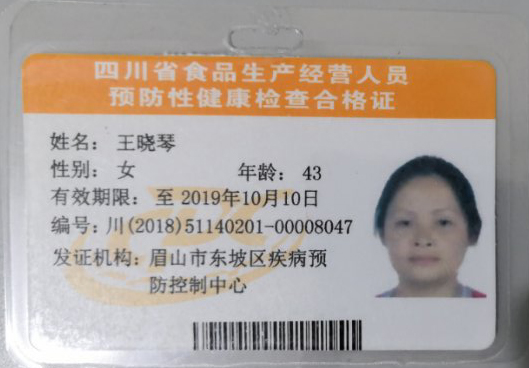 四川省食品生产经营人员
预防性健康检查合格证
姓名： 王晓琴
性别： 女 年龄： 43
有效期限： 至 2019年10月10日
编号： 川(2018)51140201-00008047
发证机构： 眉山市东坡区疾病预
防控制中心